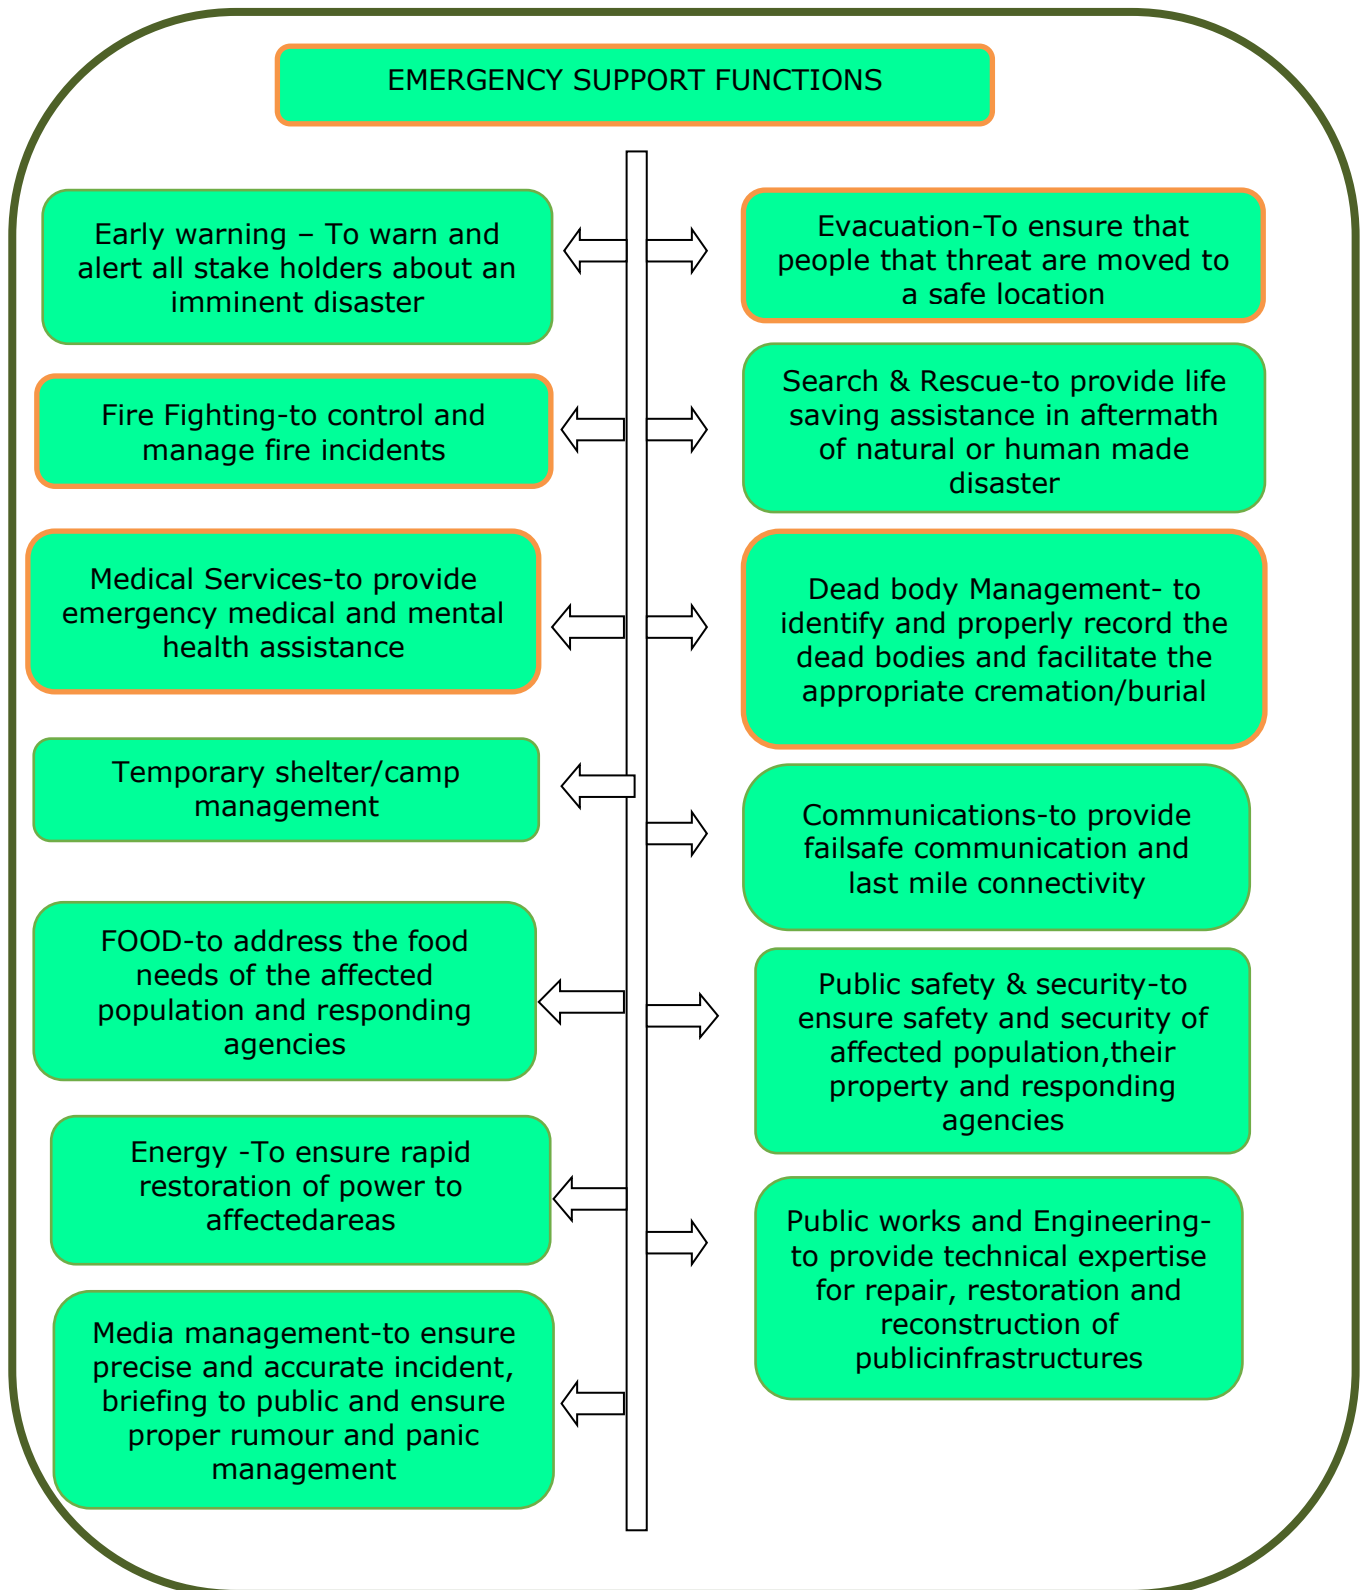 EMERGENCY SUPPORT FUNCTIONS
Early warning – To warn and
alert all stake holders about an
imminent disaster
Evacuation-To ensure that
people that threat are moved to
a safe location
Fire Fighting-to control and
manage fire incidents
Search & Rescue-to provide life
saving assistance in aftermath
of natural or human made
disaster
Medical Services-to provide
emergency medical and mental
health assistance
Dead body Management- to
identify and properly record the
dead bodies and facilitate the
appropriate cremation/burial
Temporary shelter/camp
management
Communications-to provide
failsafe communication and
last mile connectivity
FOOD-to address the food
needs of the affected
population and responding
agencies
Public safety & security-to
ensure safety and security of
affected population,their
property and responding
agencies
Energy -To ensure rapid
restoration of power to
affectedareas
Public works and Engineering-
to provide technical expertise
for repair, restoration and
reconstruction of
publicinfrastructures
Media management-to ensure
precise and accurate incident,
briefing to public and ensure
proper rumour and panic
management